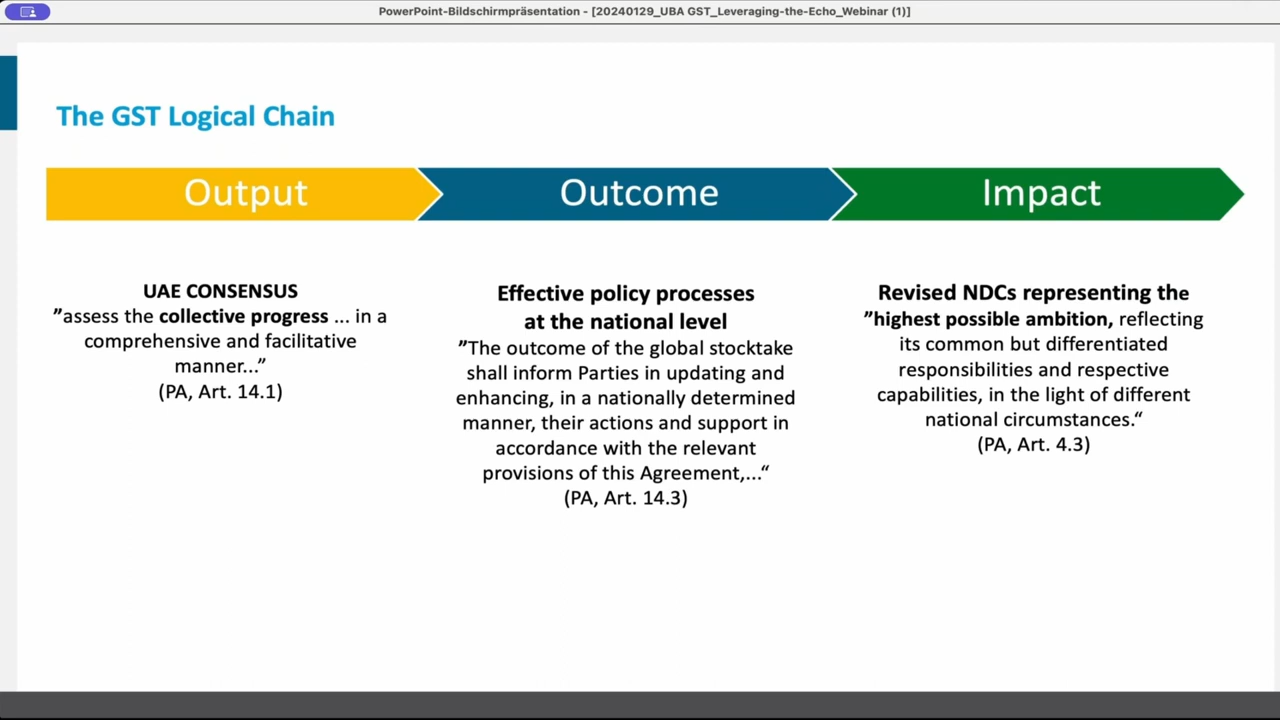 PowerPoint-Bildschirmpräsentation - [20240129_UBA GST_Leveraging-the-Echo_Webinar (1)]
The GST Logical Chain
Output
Outcome
Impact
UAE CONSENSUS
”assess the collective progress ... in a
comprehensive and facilitative
manner...”
(PA, Art. 14.1)
Effective policy processes
at the national level
”The outcome of the global stocktake
shall inform Parties in updating and
enhancing, in a nationally determined
manner, their actions and support in
accordance with the relevant
provisions of this Agreement,...“
(PA, Art. 14.3)
Revised NDCs representing the
”highest possible ambition, reflecting
its common but differentiated
responsibilities and respective
capabilities, in the light of different
national circumstances.“
(PA, Art. 4.3)